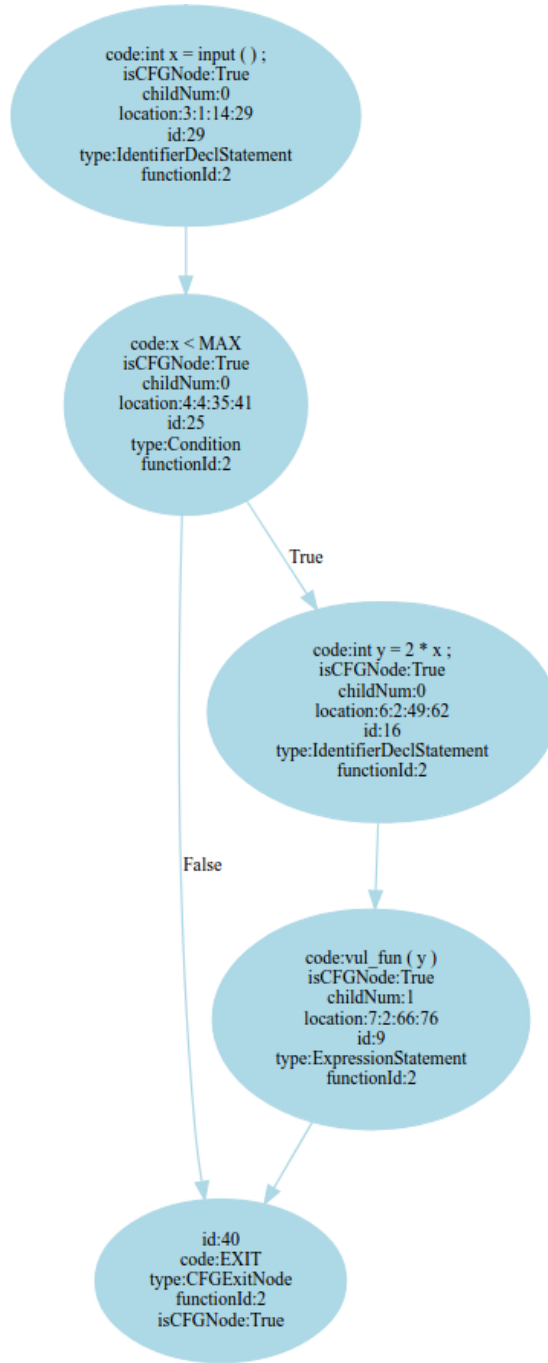 code:int x = input ( ) ;
isCFGNode:True
childNum:0
location:3:1:14:29
id:29
type:IdentifierDeclStatement
functionId:2
code:x < MAX
isCFGNode:True
childNum:0
location:4:4:35:41
id:25
type:Condition
functionId:2
True
code:int y = 2 * x ;
isCFGNode:True
childNum:0
location:6:2:49:62
id:16
type:IdentifierDeclStatement
functionId:2
False
code:vul_fun ( y )
isCFGNode:True
childNum:1
location:7:2:66:76
id:9
type:ExpressionStatement
functionId:2
id:40
code:EXIT
type:CFGExitNode
functionId:2
isCFGNode:True